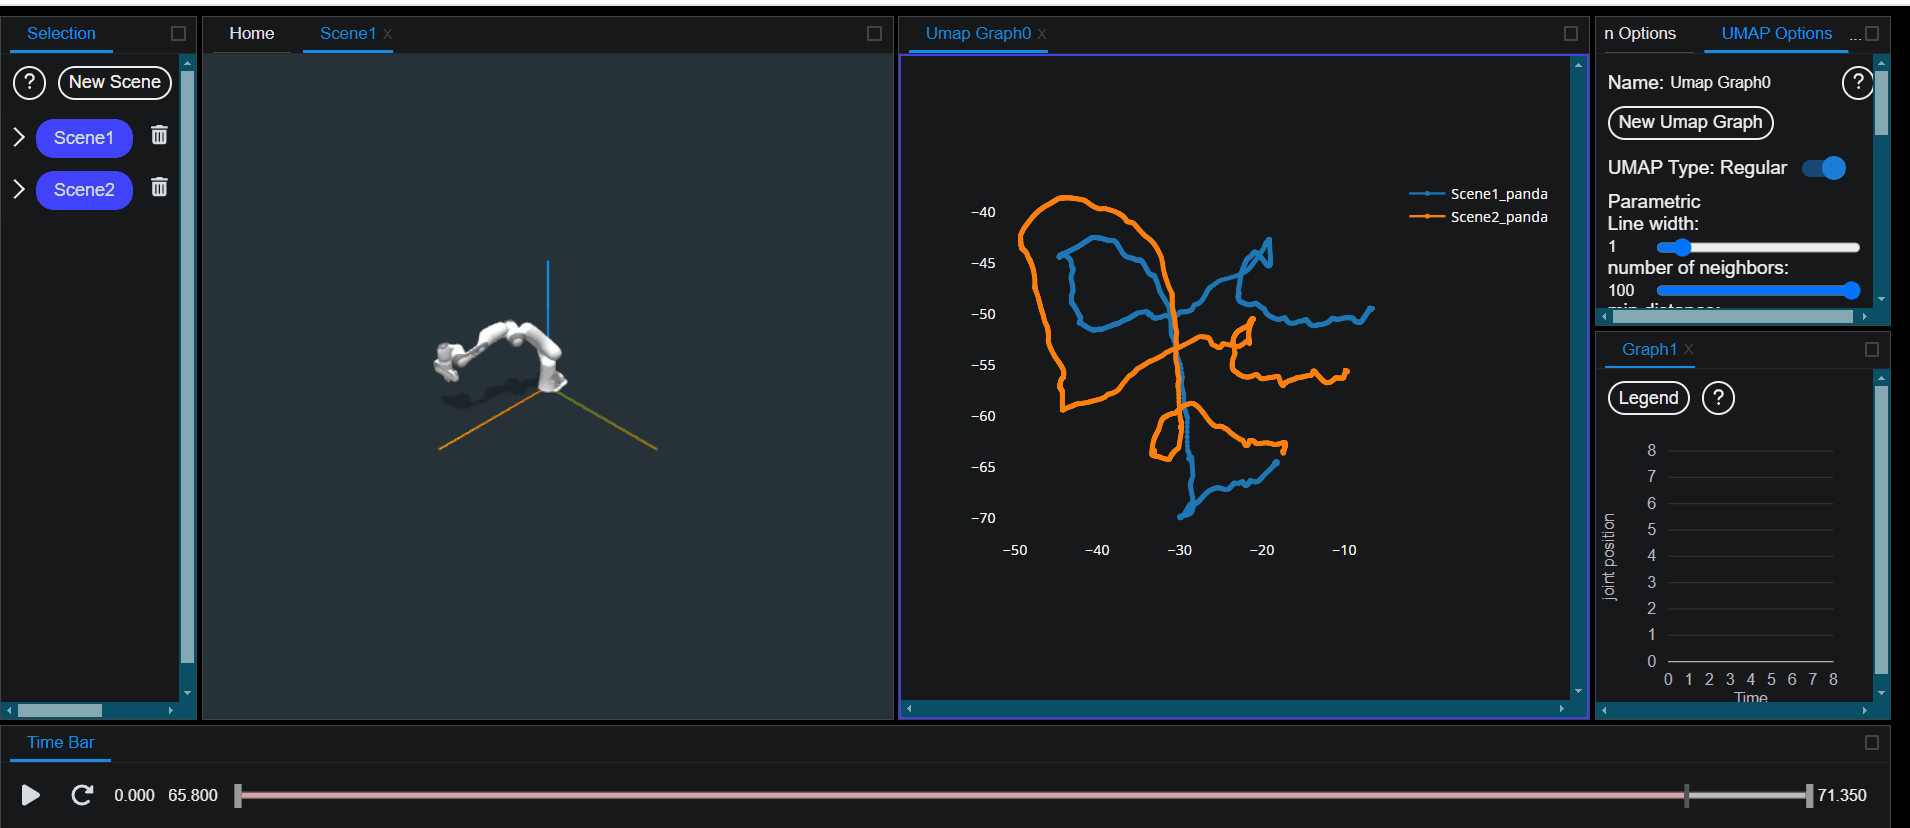 Selection
Home
Scene1 X
Umap Graph0 X
n Options
UMAP Options
...
?
New Scene
Scene1
Scene2
Name: Umap Graph0
?
New Umap Graph
UMAP Type: Regular
Parametric
Line width:
1
number of neighbors:
100
min distance:
Scene1_panda
Scene2_panda
−40
−45
−50
−55
−60
−65
−70
−50 −40 −30 −20 −10
Graph1 X
Legend
?
joint position
8
7
6
5
4
3
2
1
0
0 1 2 3 4 5 6 7 8
Time
Time Bar
0.000 65.800
71.350